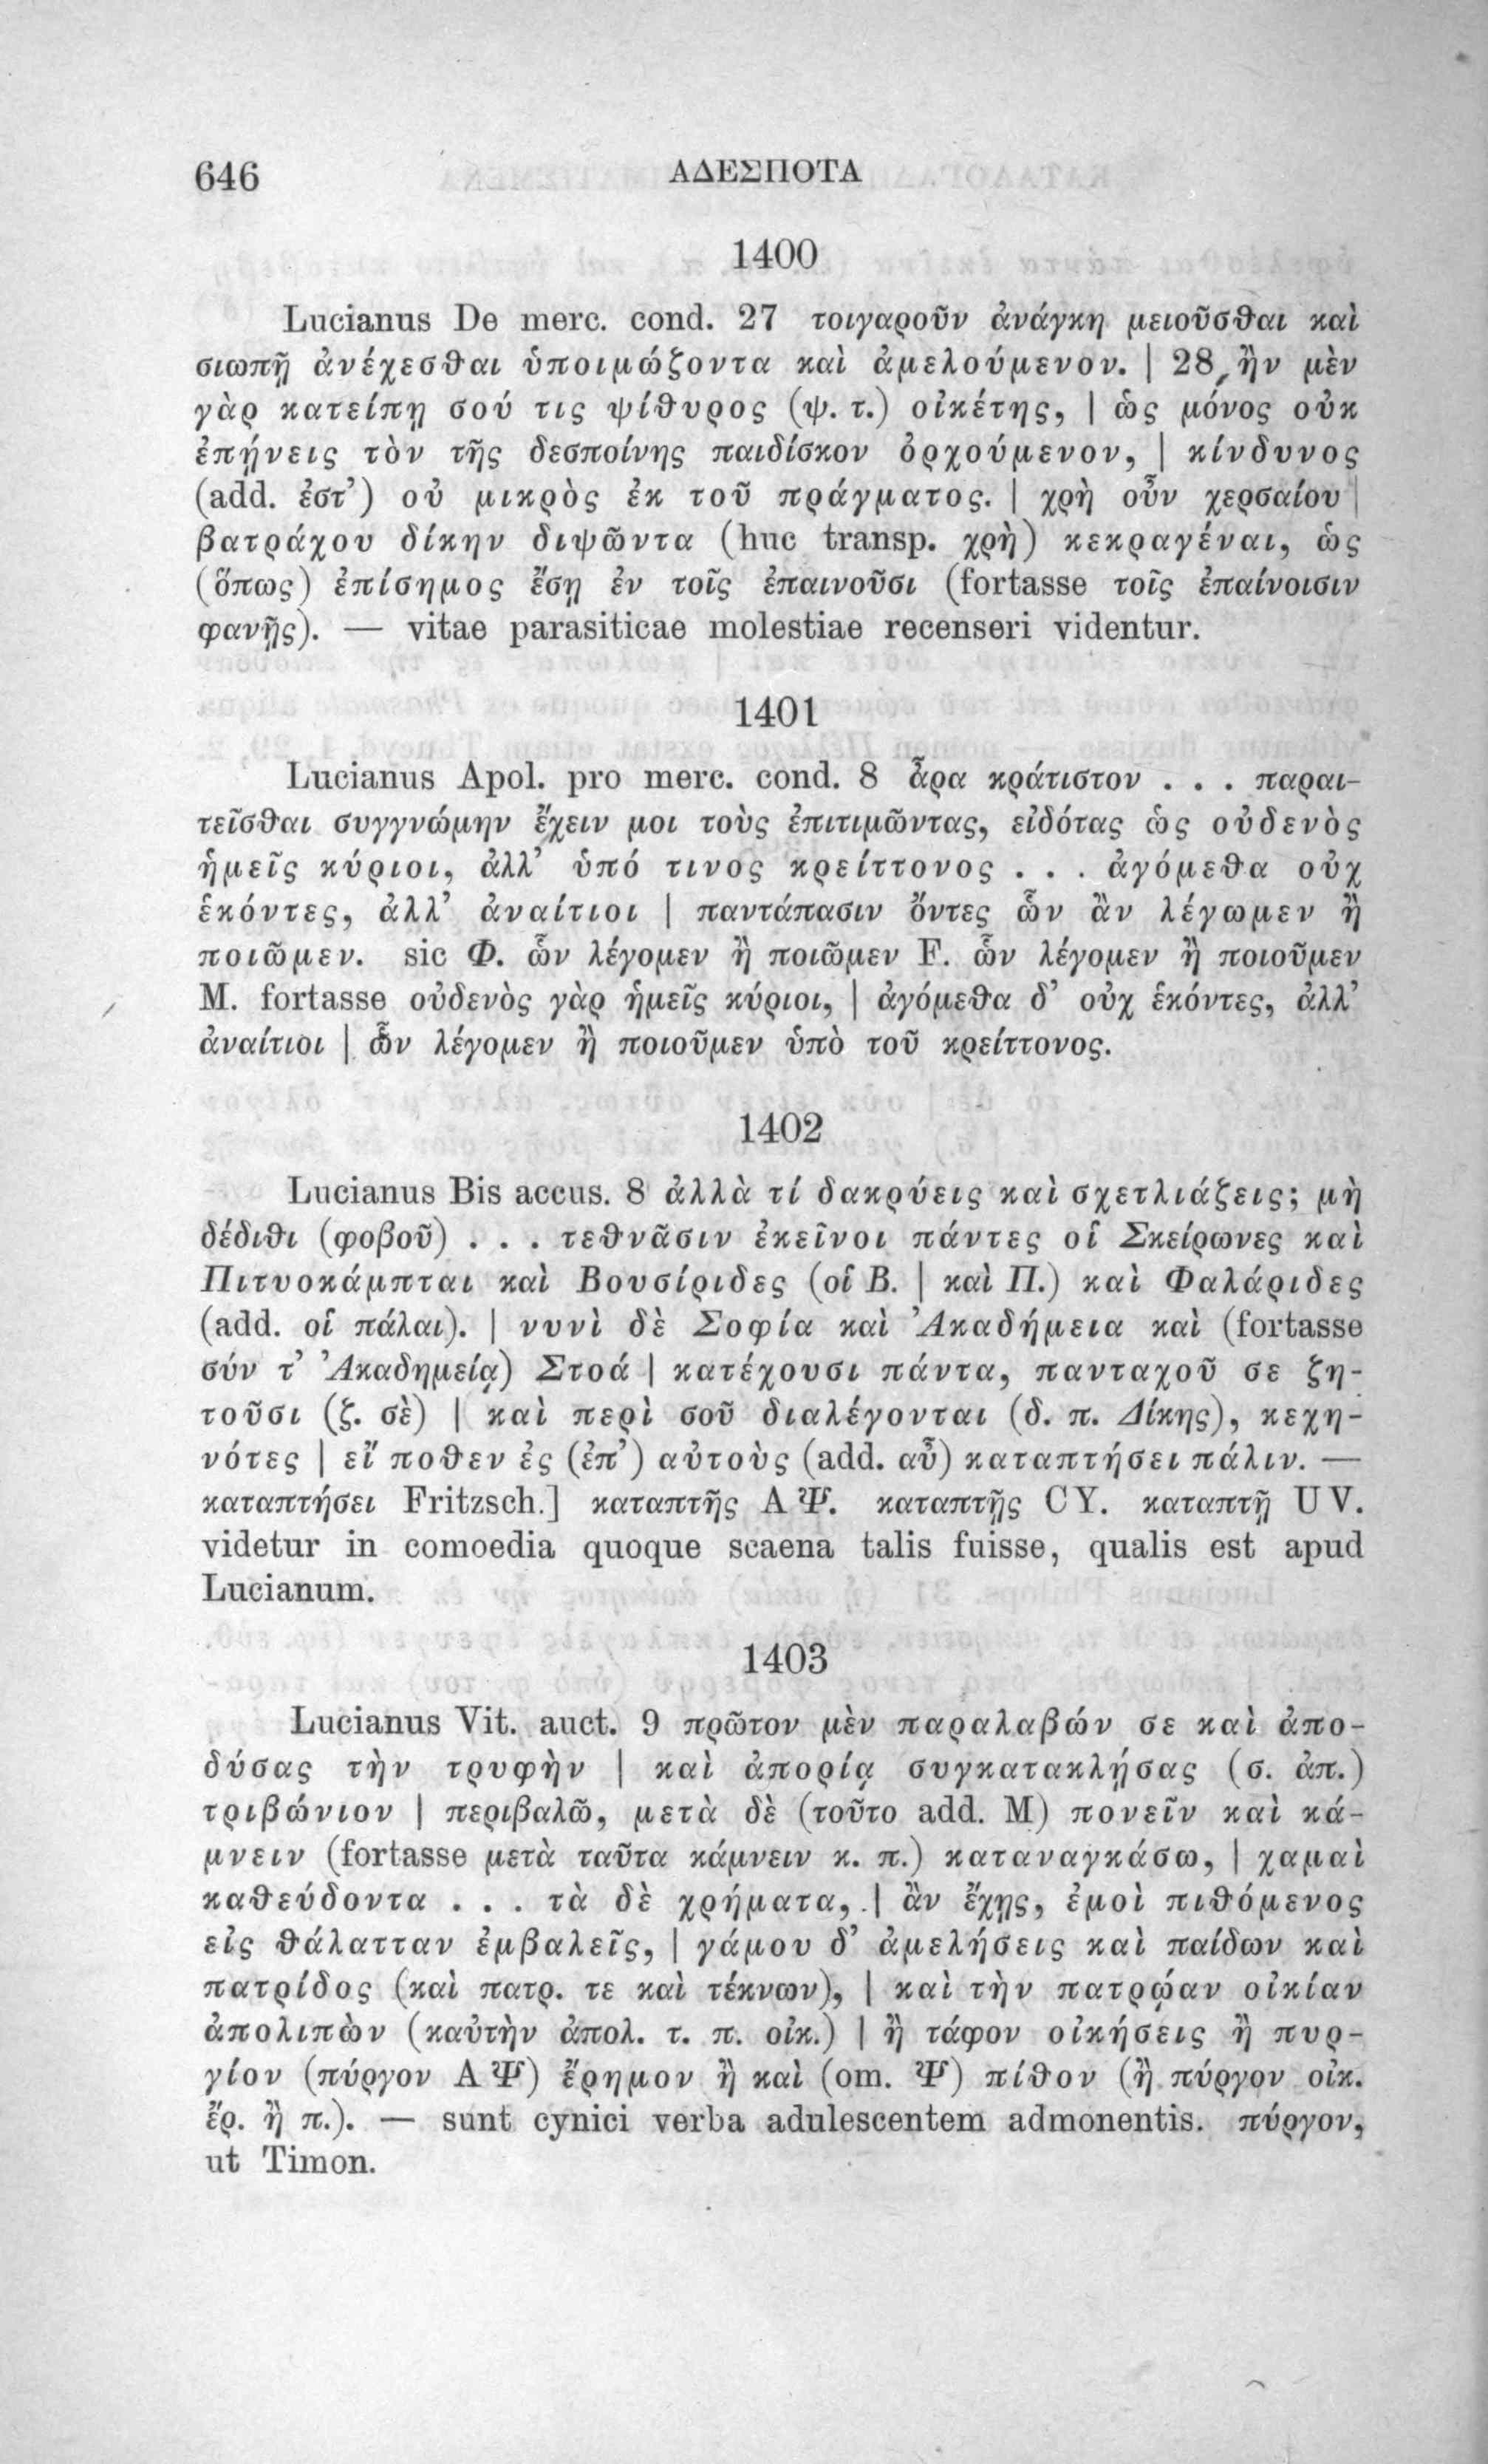 646 ΑΔΕΣΠΟΤΑ
1400
Lucianus De merc. cond. 27 τοιγαροῦν ἀνάγκη μειοῦσθαι καὶ
σιωπῇ ἀνέχεσθαι ὑποιμώζοντα καὶ ἀμελούμενον. | 28 ἢν μὲν
γὰρ κατείπῃ σού τις ψίθυρος (ψ. τ.) οἰκέτης, | ὡς μόνος οὐκ
ἐπῄνεις τὸν τῆς δεσποίνης παιδίσκον ὀρχούμενον, | κίνδυνος
(add. ἐστ’) οὐ μικρὸς ἐκ τοῦ πράγματος. | χρὴ οὖν χερσαίου |
βατράχου δίκην διψῶντα (huc transp. χρὴ) κεκραγέναι, ὡς
(ὅπως) ἐπίσημος ἔσῃ ἐν τοῖς ἐπαινοῦσι (fortasse τοῖς ἐπαίνοισιν
φανῇς). — vitae parasiticae molestiae recenseri videntur.
1401
Lucianus Apol. pro merc. cond. 8 ἆρα κράτιστον . . . παραι-
τεῖσθαι συγγνώμην ἔχειν μοι τοὺς ἐπιτιμῶντας, εἰδότας ὡς οὐδενὸς
ἡμεῖς κύριοι, ἀλλ’ ὑπό τινος κρείττονος . . . ἀγόμεθα οὐχ
ἑκόντες, ἀλλ’ ἀναίτιοι | παντάπασιν ὄντες ὧν ἂν λέγωμεν ἢ
ποιῶμεν. sic Φ. ὧν λέγομεν ἢ ποιῶμεν F. ὧν λέγομεν ἢ ποιοῦμεν
M. fortasse οὐδενὸς γὰρ ἡμεῖς κύριοι, | ἀγόμεθα δ’ οὐχ ἑκόντες, ἀλλ’
ἀναίτιοι | ὧν λέγομεν ἢ ποιοῦμεν ὑπὸ τοῦ κρείττονος.
1402
Lucianus Bis accus. 8 ἀλλὰ τί δακρύεις καὶ σχετλιάζεις; μὴ
δέδιθι (φοβοῦ) . . . τεθνᾶσιν ἐκεῖνοι πάντες οἱ Σκείρωνες καὶ
Πιτυοκάμπται καὶ Βουσίριδες (οἱ Β. | καὶ Π.) καὶ Φαλάριδες
(add. οἱ πάλαι). | νυνὶ δὲ Σοφία καὶ Ἀκαδήμεια καὶ (fortasse
σύν τ’ Ἀκαδημείᾳ) Στοά | κατέχουσι πάντα, πανταχοῦ σε ζη-
τοῦσι (ζ. σὲ) | καὶ περὶ σοῦ διαλέγονται (δ. π. Δίκης), κεχη-
νότες | εἴ ποθεν ἐς (ἐπ’) αὐτοὺς (add. αὖ) καταπτήσει πάλιν. —
καταπτήσει Fritzsch.] καταπτῆς A Ψ. καταπτῇς CY. καταπτῇ UV.
videtur in comoedia quoque scaena talis fuisse, qualis est apud
Lucianum.
1403
Lucianus Vit. auct. 9 πρῶτον μὲν παραλαβών σε καὶ ἀπο-
δύσας τὴν τρυφὴν | καὶ ἀπορίᾳ συγκατακλῄσας (σ. ἀπ.)
τριβώνιον | περιβαλῶ, μετὰ δὲ (τοῦτο add. M) πονεῖν καὶ κά-
μνειν (fortasse μετὰ ταῦτα κάμνειν κ. π.) καταναγκάσω, | χαμαὶ
καθεύδοντα . . . τὰ δὲ χρήματα, | ἂν ἔχῃς, ἐμοὶ πιθόμενος
εἰς θάλατταν ἐμβαλεῖς, | γάμου δ’ ἀμελήσεις καὶ παίδων καὶ
πατρίδος (καὶ πατρ. τε καὶ τέκνων), | καὶ τὴν πατρῴαν οἰκίαν
ἀπολιπὼν (καὐτὴν ἀπολ. τ. π. οἰκ.) | ἢ τάφον οἰκήσεις ἢ πυρ-
γίον (πύργον A Ψ) ἔρημον ἢ καὶ (om. Ψ) πίθον (ἢ πύργον οἰκ.
ἔρ. ἢ π.). — sunt cynici verba adulescentem admonentis. πύργον,
ut Timon.